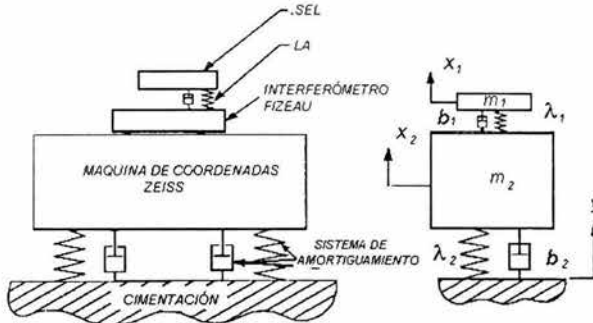 .SEL
LA
INTERFERÓMETRO
FIZEAU
MAQUINA DE COORDENADAS
ZEISS
SISTEMA DE
AMORTIGUAMIENTO
CIMENTACIÓN
X₁
m₁
b₁
λ₁
X₂
m₂
λ₂
b₂